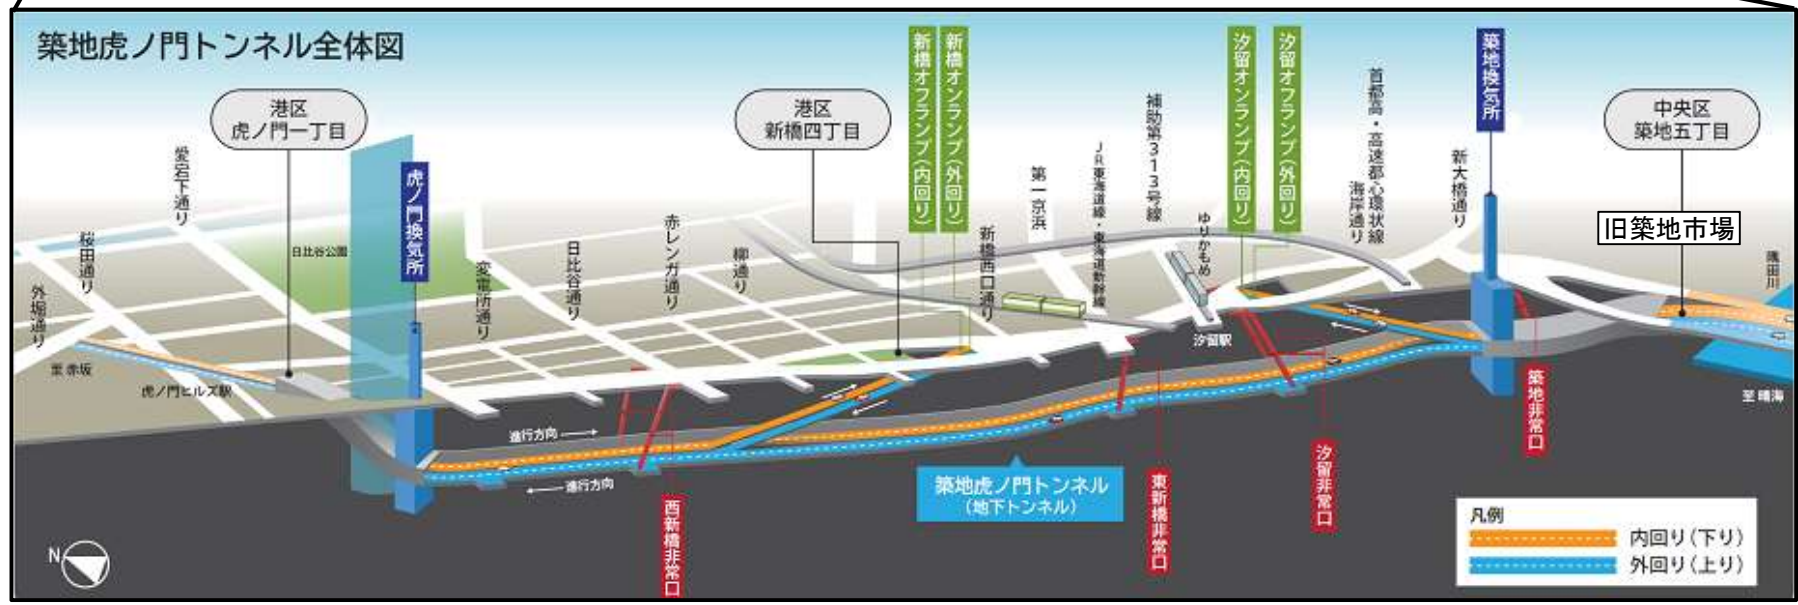 築地虎ノ門トンネル全体図
港区
虎ノ門一丁目
港区
新橋四丁目
新橋オフランプ(内回り)
新橋オンランプ(外回り)
汐留オンランプ(内回り)
汐留オフランプ(外回り)
築地換気所
中央区
築地五丁目
旧築地市場
愛宕下通り
桜田通り
外堀通り
至 赤坂
虎ノ門ヒルズ駅
日比谷公園
虎ノ門換気所
変電所通り
日比谷通り
赤レンガ通り
柳通り
新橋西口通り
第一京浜
JR東海道線・東海道新幹線
補助第313号線
ゆりかもめ
汐留駅
首都高・高速都心環状線
海岸通り
新大橋通り
隅田川
至 晴海
進行方向
進行方向
西新橋非常口
築地虎ノ門トンネル
(地下トンネル)
東新橋非常口
汐留非常口
築地非常口
N
凡例
内回り(下り)
外回り(上り)